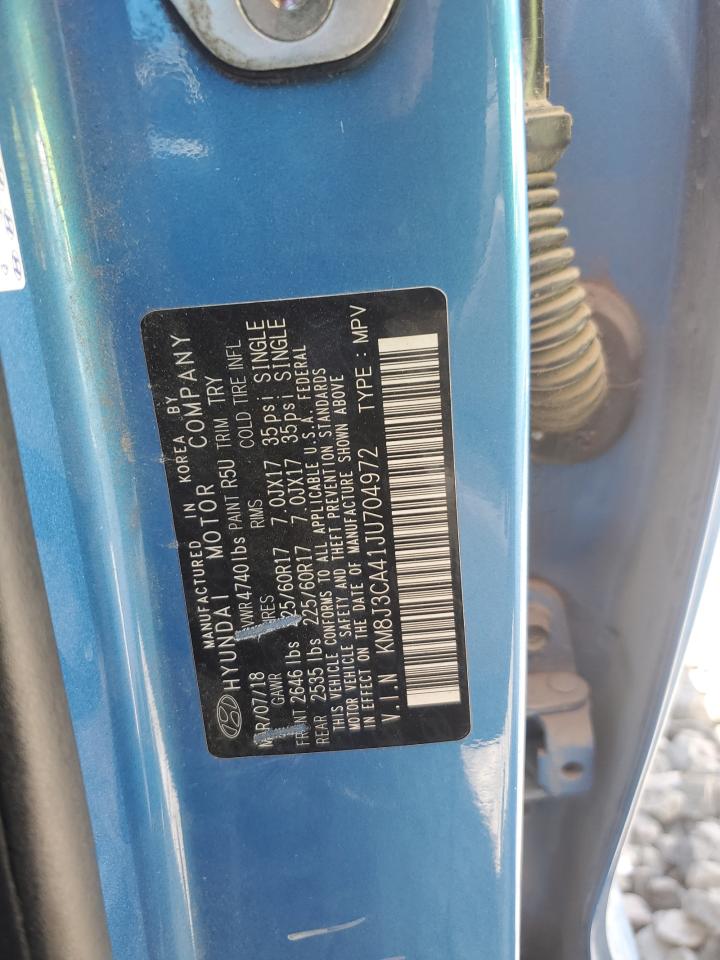 MANUFACTURED IN KOREA BY
HYUNDAI MOTOR COMPANY
MAR/07/18 GVWR 4740 lbs PAINT R5U TRIM TRY
GAWR TIRES RIMS COLD TIRE INFL
FRONT 2646 lbs 225/60R17 7.0JX17 35psi SINGLE
REAR 2535 lbs 225/60R17 7.0JX17 35psi SINGLE
THIS VEHICLE CONFORMS TO ALL APPLICABLE U.S.A. FEDERAL
MOTOR VEHICLE SAFETY AND THEFT PREVENTION STANDARDS
IN EFFECT ON THE DATE OF MANUFACTURE SHOWN ABOVE
V.I.N KM8J3CA41JU704972 TYPE : MPV